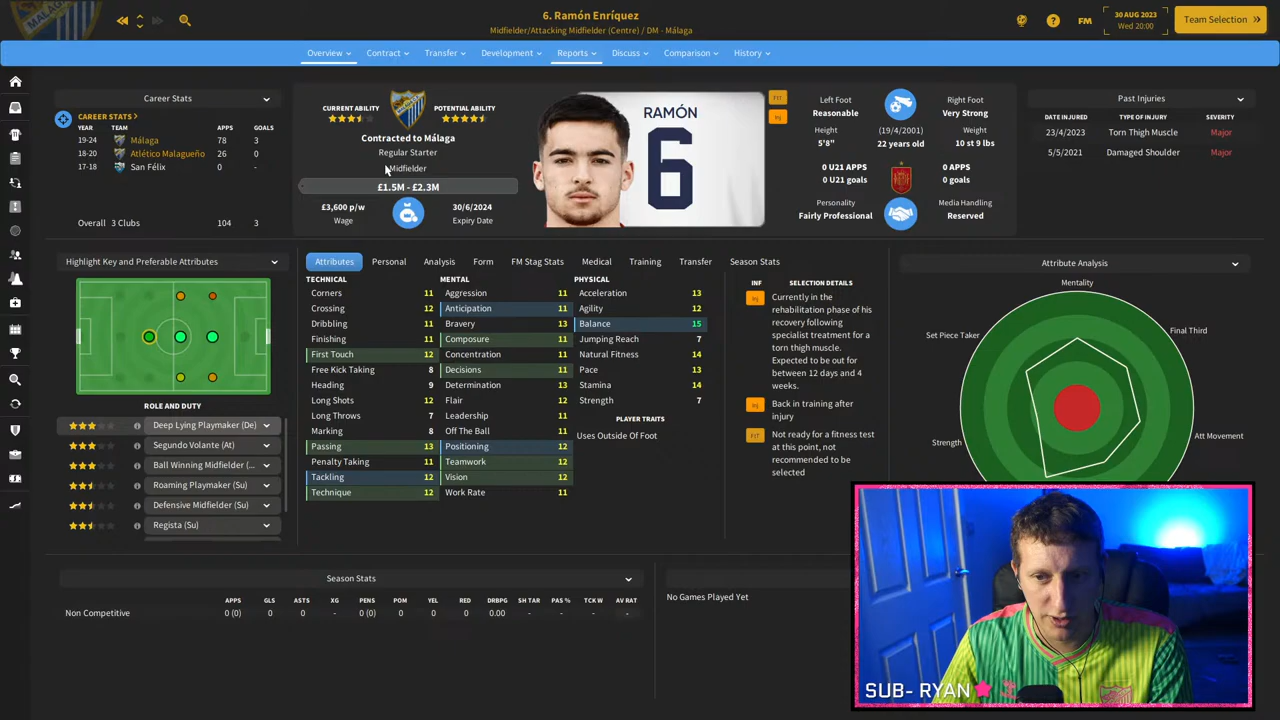 6. Ramón Enríquez
Midfielder/Attacking Midfielder (Centre) / DM - Málaga
FM
30 AUG 2023
Wed 20:00
Team Selection
Overview
Contract
Transfer
Development
Reports
Discuss
Comparison
History
Career Stats
CAREER STATS >
YEAR TEAM APPS GOALS
19-24 Málaga 78 3
18-20 Atlético Malagueño 26 0
17-18 San Félix 0 -
Overall 3 Clubs 104 3
CURRENT ABILITY
POTENTIAL ABILITY
Contracted to Málaga
Regular Starter
Midfielder
£1.5M - £2.3M
£3,600 p/w
Wage
30/6/2024
Expiry Date
RAMÓN
6
FIT
Inj
Left Foot
Reasonable
Right Foot
Very Strong
Height
5'8"
(19/4/2001)
22 years old
Weight
10 st 9 lbs
0 U21 APPS
0 U21 goals
0 APPS
0 goals
Personality
Fairly Professional
Media Handling
Reserved
Past Injuries
DATE INJURED TYPE OF INJURY SEVERITY
23/4/2023 Torn Thigh Muscle Major
5/5/2021 Damaged Shoulder Major
Highlight Key and Preferable Attributes
ROLE AND DUTY
Deep Lying Playmaker (De)
Segundo Volante (At)
Ball Winning Midfielder (...
Roaming Playmaker (Su)
Defensive Midfielder (Su)
Regista (Su)
Attributes
Personal
Analysis
Form
FM Stag Stats
Medical
Training
Transfer
Season Stats
TECHNICAL
Corners 11
Crossing 12
Dribbling 11
Finishing 11
First Touch 12
Free Kick Taking 8
Heading 9
Long Shots 12
Long Throws 7
Marking 8
Passing 13
Penalty Taking 11
Tackling 12
Technique 12
MENTAL
Aggression 11
Anticipation 11
Bravery 13
Composure 11
Concentration 11
Decisions 11
Determination 13
Flair 12
Leadership 11
Off The Ball 11
Positioning 12
Teamwork 12
Vision 12
Work Rate 11
PHYSICAL
Acceleration 13
Agility 12
Balance 15
Jumping Reach 7
Natural Fitness 14
Pace 13
Stamina 14
Strength 7
PLAYER TRAITS
Uses Outside Of Foot
INF SELECTION DETAILS
Inj
Currently in the
rehabilitation phase of his
recovery following
specialist treatment for a
torn thigh muscle.
Expected to be out for
between 12 days and 4
weeks.
Inj
Back in training after
injury
FIT
Not ready for a fitness test
at this point, not
recommended to be
selected
Attribute Analysis
Mentality
Set Piece Taker
Final Third
Strength
Att Movement
Season Stats
APPS GLS ASTS XG PENS POM YEL RED DRBPG SH TAR PAS % TCK W AV RAT
Non Competitive 0 (0) 0 0 - 0 (0) 0 0 0 0.00 - - - -
No Games Played Yet
SUB- RYAN